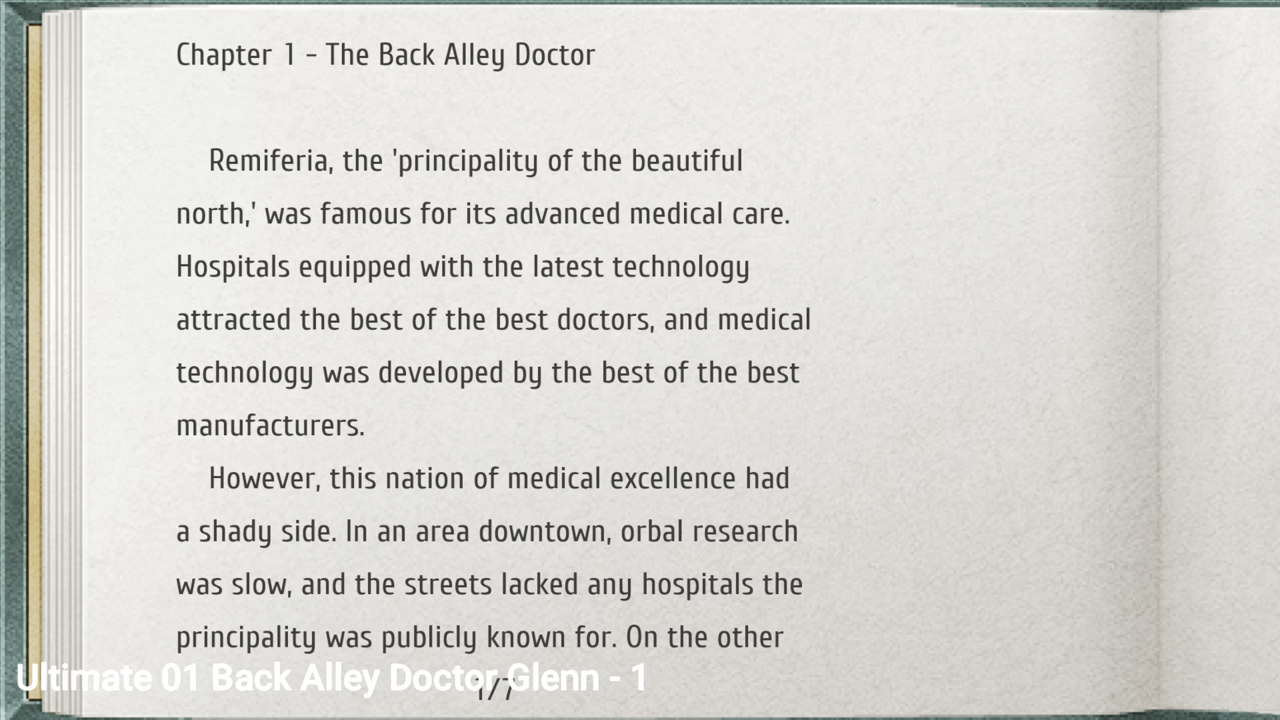 Chapter 1 - The Back Alley Doctor
Remiferia, the 'principality of the beautiful
north,' was famous for its advanced medical care.
Hospitals equipped with the latest technology
attracted the best of the best doctors, and medical
technology was developed by the best of the best
manufacturers.
However, this nation of medical excellence had
a shady side. In an area downtown, orbal research
was slow, and the streets lacked any hospitals the
principality was publicly known for. On the other
Ultimate 01 Back Alley Doctor Glenn - 1
1/7